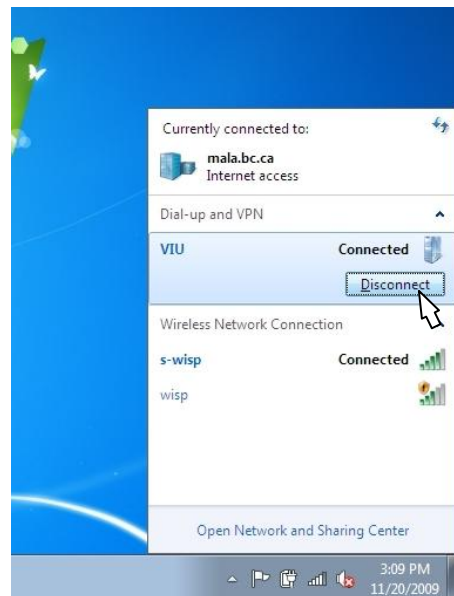 Currently connected to:
mala.bc.ca
Internet access
Dial-up and VPN
VIU Connected
Disconnect
Wireless Network Connection
s-wisp Connected
wisp
Open Network and Sharing Center
3:09 PM
11/20/2009